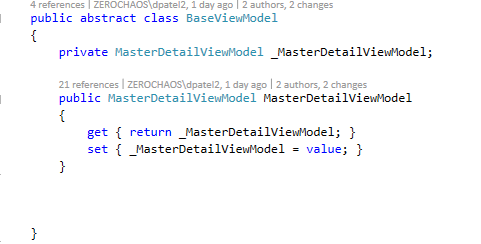 4 references | ZEROCHAOS\dpatel2, 1 day ago | 2 authors, 2 changes
public abstract class BaseViewModel
{
private MasterDetailViewModel _MasterDetailViewModel;
21 references | ZEROCHAOS\dpatel2, 1 day ago | 2 authors, 2 changes
public MasterDetailViewModel MasterDetailViewModel
{
get { return _MasterDetailViewModel; }
set { _MasterDetailViewModel = value; }
}
}